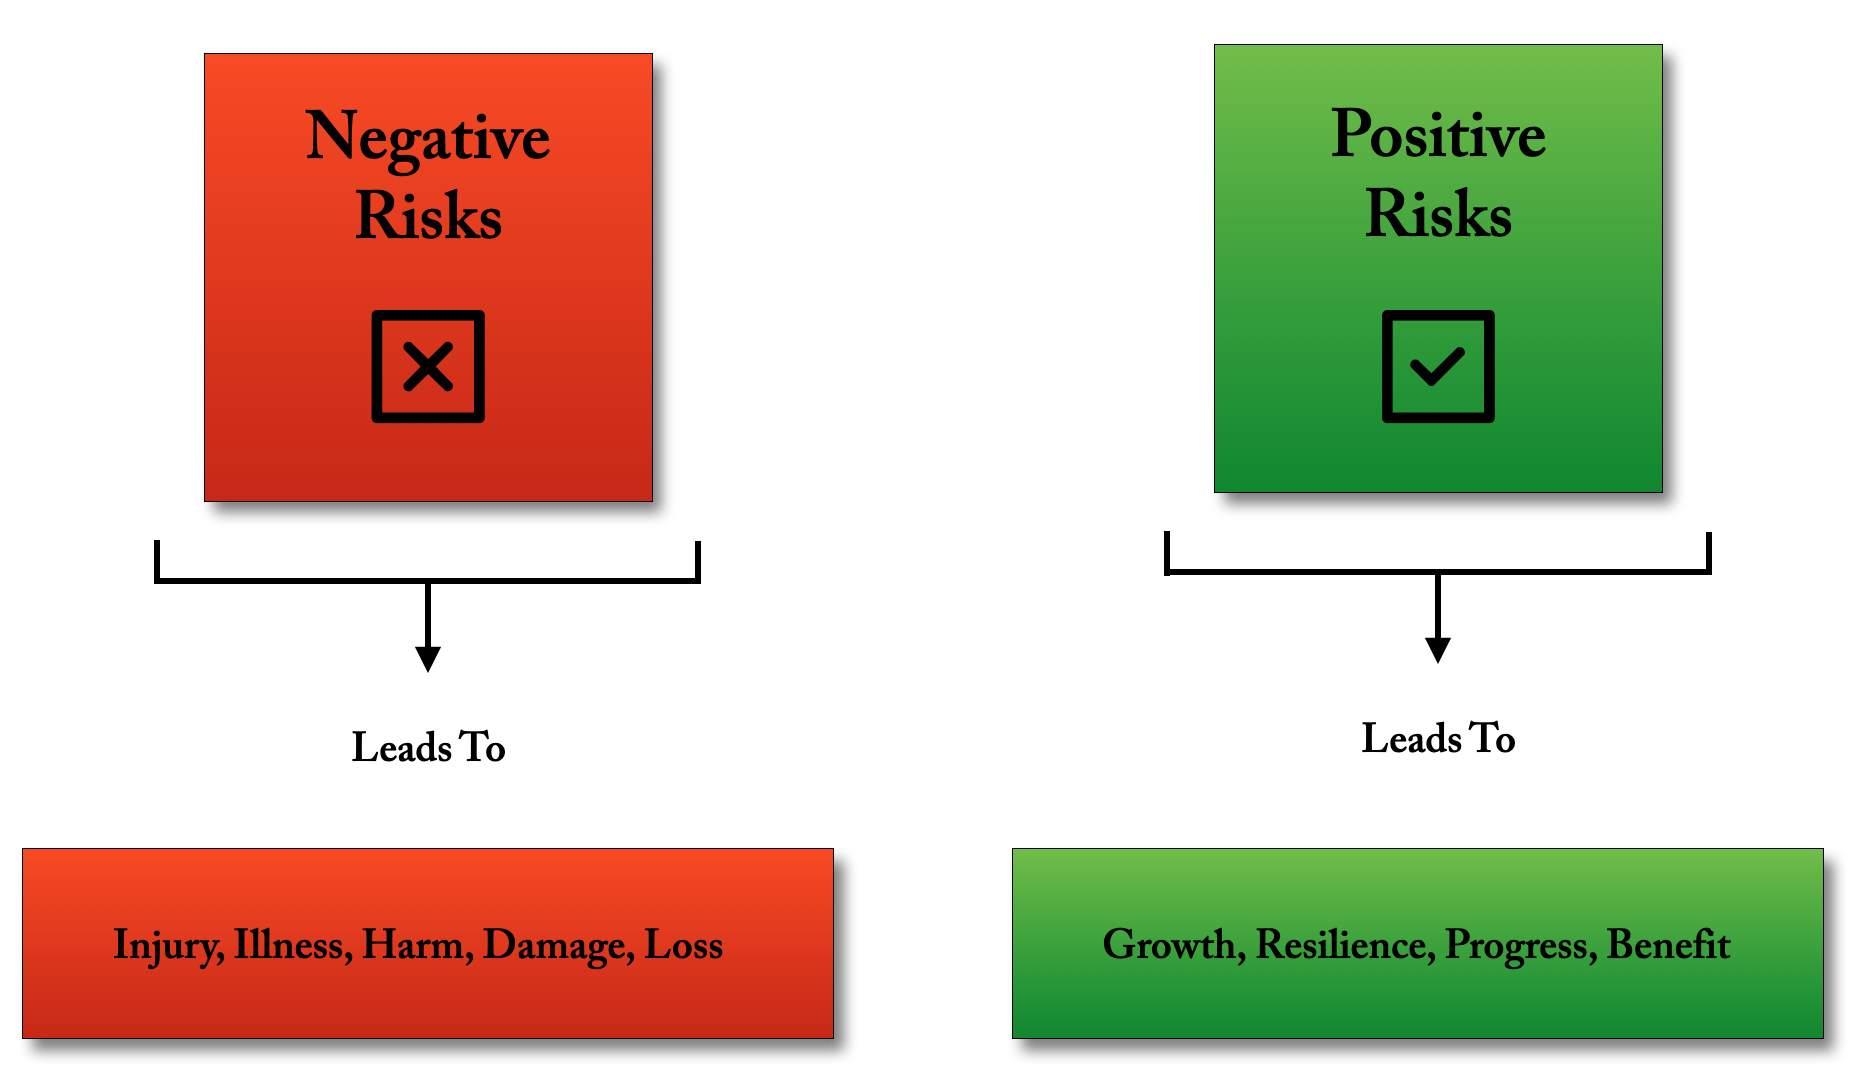 Negative
Risks
Leads To
Injury, Illness, Harm, Damage, Loss
Positive
Risks
Leads To
Growth, Resilience, Progress, Benefit